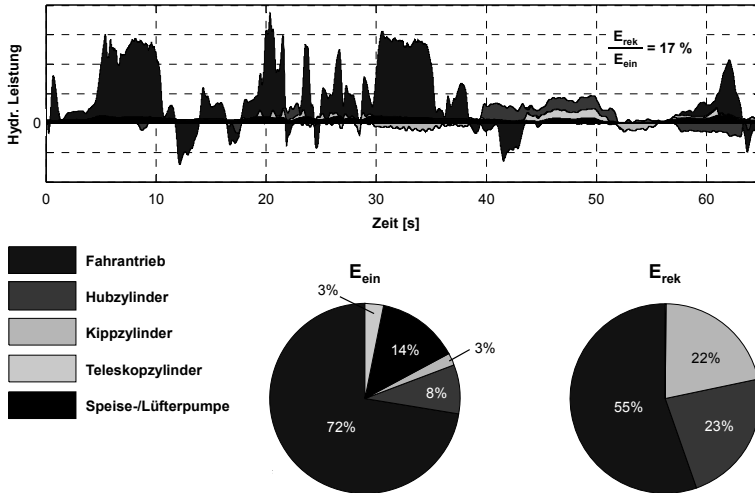 Hydr. Leistung
0
E_rek
E_ein
= 17 %
0 10 20 30 40 50 60
Zeit [s]
Fahrantrieb
Hubzylinder
Kippzylinder
Teleskopzylinder
Speise-/Lüfterpumpe
E_ein
3%
14%
3%
8%
72%
E_rek
22%
55%
23%